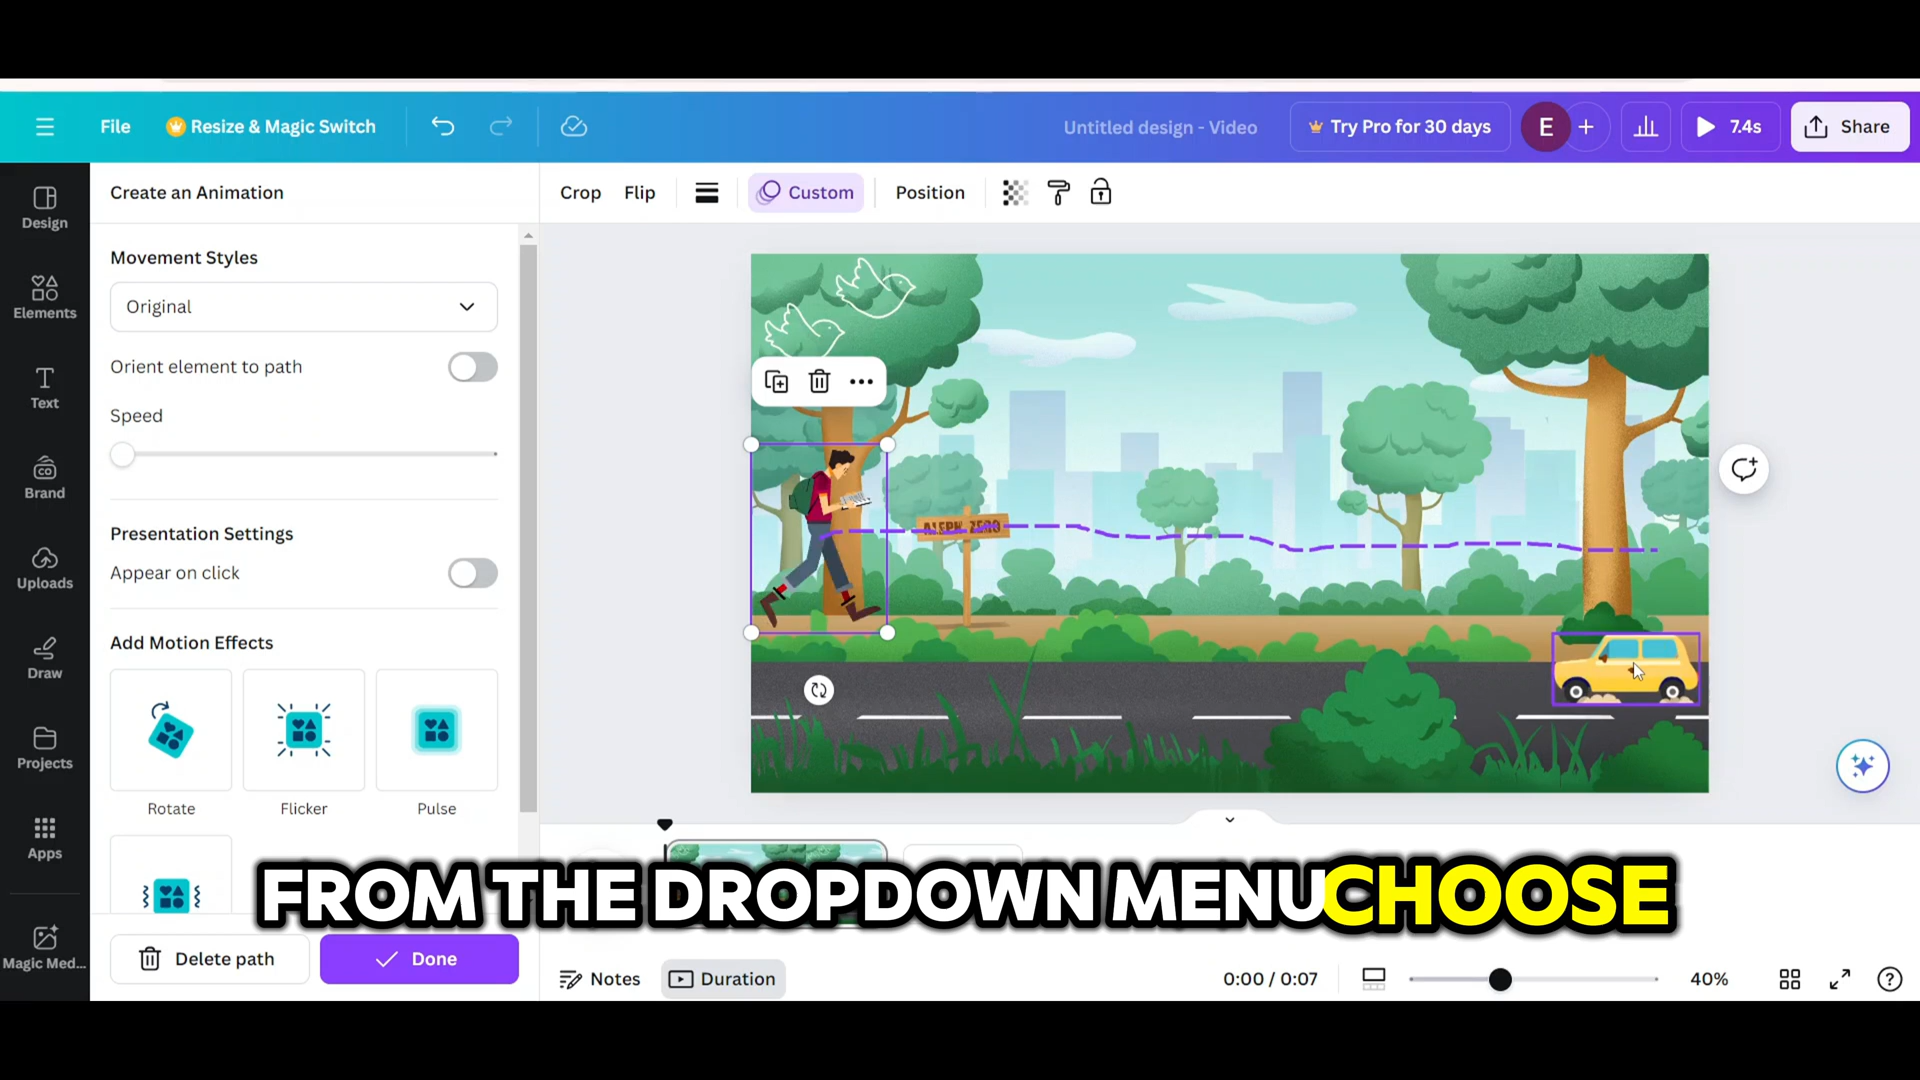 File
Resize & Magic Switch
Untitled design - Video
Try Pro for 30 days
E
7.4s
Share
Design
Elements
Text
Brand
Uploads
Draw
Projects
Apps
Magic Med...
Create an Animation
Movement Styles
Original
Orient element to path
Speed
Presentation Settings
Appear on click
Add Motion Effects
Rotate
Flicker
Pulse
Delete path
Done
Crop
Flip
Custom
Position
ALEPH ZERO
FROM THE DROPDOWN MENU CHOOSE
Notes
Duration
0:00 / 0:07
40%